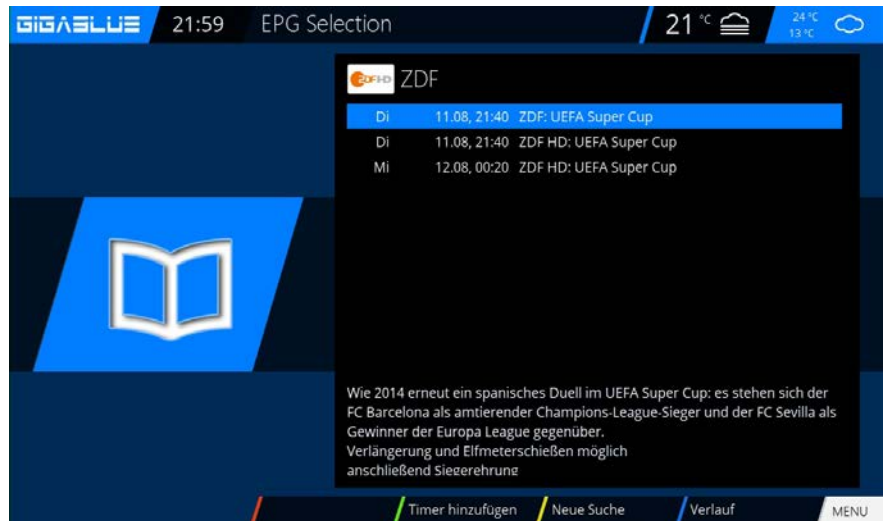 GIGABLUE 21:59 EPG Selection 21 °C 24 °C
13 °C
ZDFHD ZDF
Di 11.08, 21:40 ZDF: UEFA Super Cup
Di 11.08, 21:40 ZDF HD: UEFA Super Cup
Mi 12.08, 00:20 ZDF HD: UEFA Super Cup
Wie 2014 erneut ein spanisches Duell im UEFA Super Cup: es stehen sich der
FC Barcelona als amtierender Champions-League-Sieger und der FC Sevilla als
Gewinner der Europa League gegenüber.
Verlängerung und Elfmeterschießen möglich
anschließend Siegerehrung
Timer hinzufügen Neue Suche Verlauf MENU